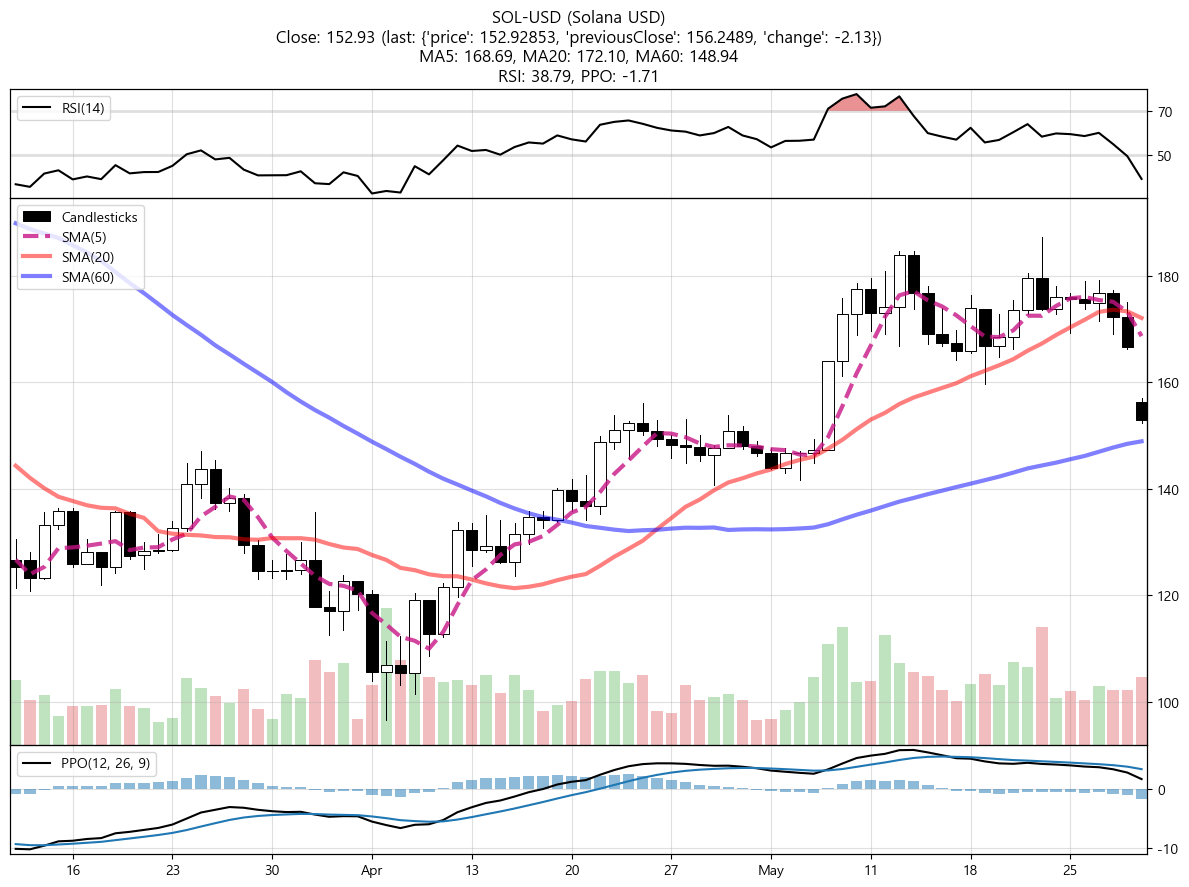 SOL-USD (Solana USD)
Close: 152.93 (last: {'price': 152.92853, 'previousClose': 156.2489, 'change': -2.13})
MA5: 168.69, MA20: 172.10, MA60: 148.94
RSI: 38.79, PPO: -1.71
RSI(14)
70
50
Candlesticks
SMA(5)
SMA(20)
SMA(60)
180
160
140
120
100
PPO(12, 26, 9)
0
-10
16 23 30 Apr 13 20 27 May 11 18 25